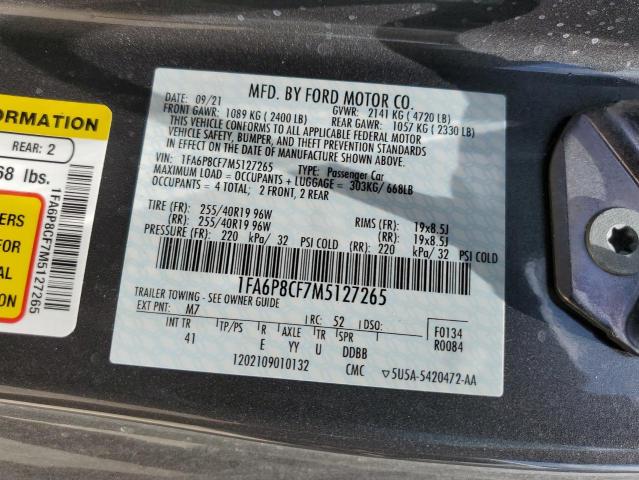 ORMATION
REAR: 2
68 lbs.
ERS
FOR
AL
ON
1FA6P8CF7M5127265
MFD. BY FORD MOTOR CO.
DATE: 09/21 GVWR: 2141 KG (4720 LB)
FRONT GAWR: 1089 KG (2400 LB) REAR GAWR: 1057 KG (2330 LB)
THIS VEHICLE CONFORMS TO ALL APPLICABLE FEDERAL MOTOR
VEHICLE SAFETY, BUMPER, AND THEFT PREVENTION STANDARDS
IN EFFECT ON THE DATE OF MANUFACTURE SHOWN ABOVE.
VIN: 1FA6P8CF7M5127265 TYPE: Passenger Car
MAXIMUM LOAD = OCCUPANTS + LUGGAGE = 303KG/ 668LB
OCCUPANTS = 4 TOTAL; 2 FRONT, 2 REAR
TIRE (FR): 255/40R19 96W RIMS (FR): 19x8.5J
(RR): 255/40R19 96W (RR): 19x8.5J
PRESSURE (FR): 220 kPa/ 32 PSI COLD (RR): 220 kPa/ 32 PSI COLD
1FA6P8CF7M5127265
TRAILER TOWING - SEE OWNER GUIDE
EXT PNT: M7 RC: 52 DSO: F0134
INT TR TP/PS R AXLE TR SPR R0084
41 E YY U DDBB
1202109010132 CMC ▽5U5A-5420472-AA